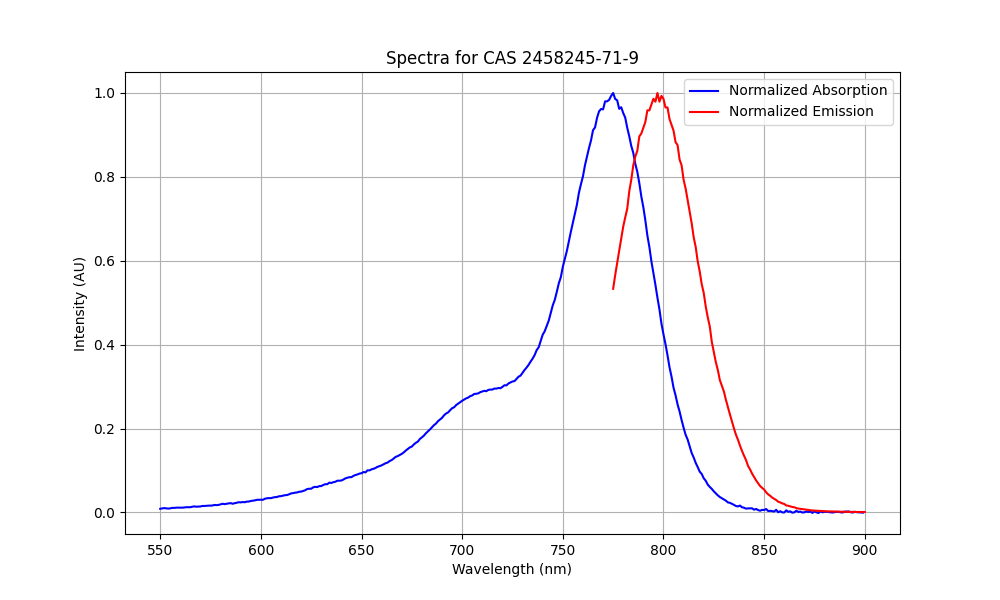 Spectra for CAS 2458245-71-9
Normalized Absorption
Normalized Emission
1.0
0.8
0.6
0.4
0.2
0.0
Intensity (AU)
550 600 650 700 750 800 850 900
Wavelength (nm)